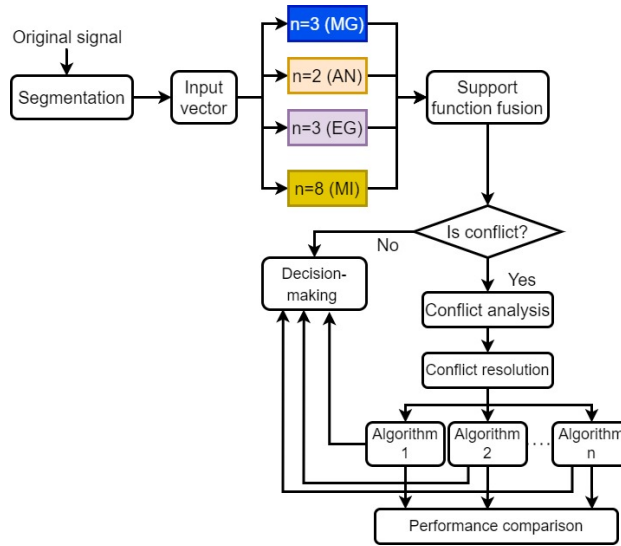 Original signal
Segmentation
Input
vector
n=3 (MG)
n=2 (AN)
n=3 (EG)
n=8 (MI)
Support
function fusion
Is conflict?
No
Yes
Decision-
making
Conflict analysis
Conflict resolution
Algorithm
1
Algorithm
2
....
Algorithm
n
Performance comparison